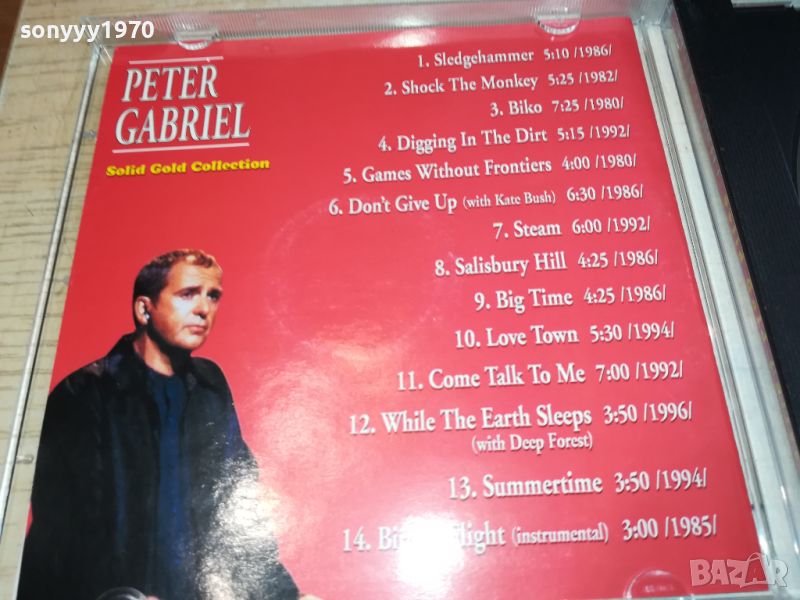 sonyyy1970
PETER
GABRIEL
Solid Gold Collection
1. Sledgehammer 5:10 /1986/
2. Shock The Monkey 5:25 /1982/
3. Biko 7:25 /1980/
4. Digging In The Dirt 5:15 /1992/
5. Games Without Frontiers 4:00 /1980/
6. Don't Give Up (with Kate Bush) 6:30 /1986/
7. Steam 6:00 /1992/
8. Salisbury Hill 4:25 /1986/
9. Big Time 4:25 /1986/
10. Love Town 5:30 /1994/
11. Come Talk To Me 7:00 /1992/
12. While The Earth Sleeps 3:50 /1996/
(with Deep Forest)
13. Summertime 3:50 /1994/
14. light (instrumental) 3:00 /1985/
BAZAR